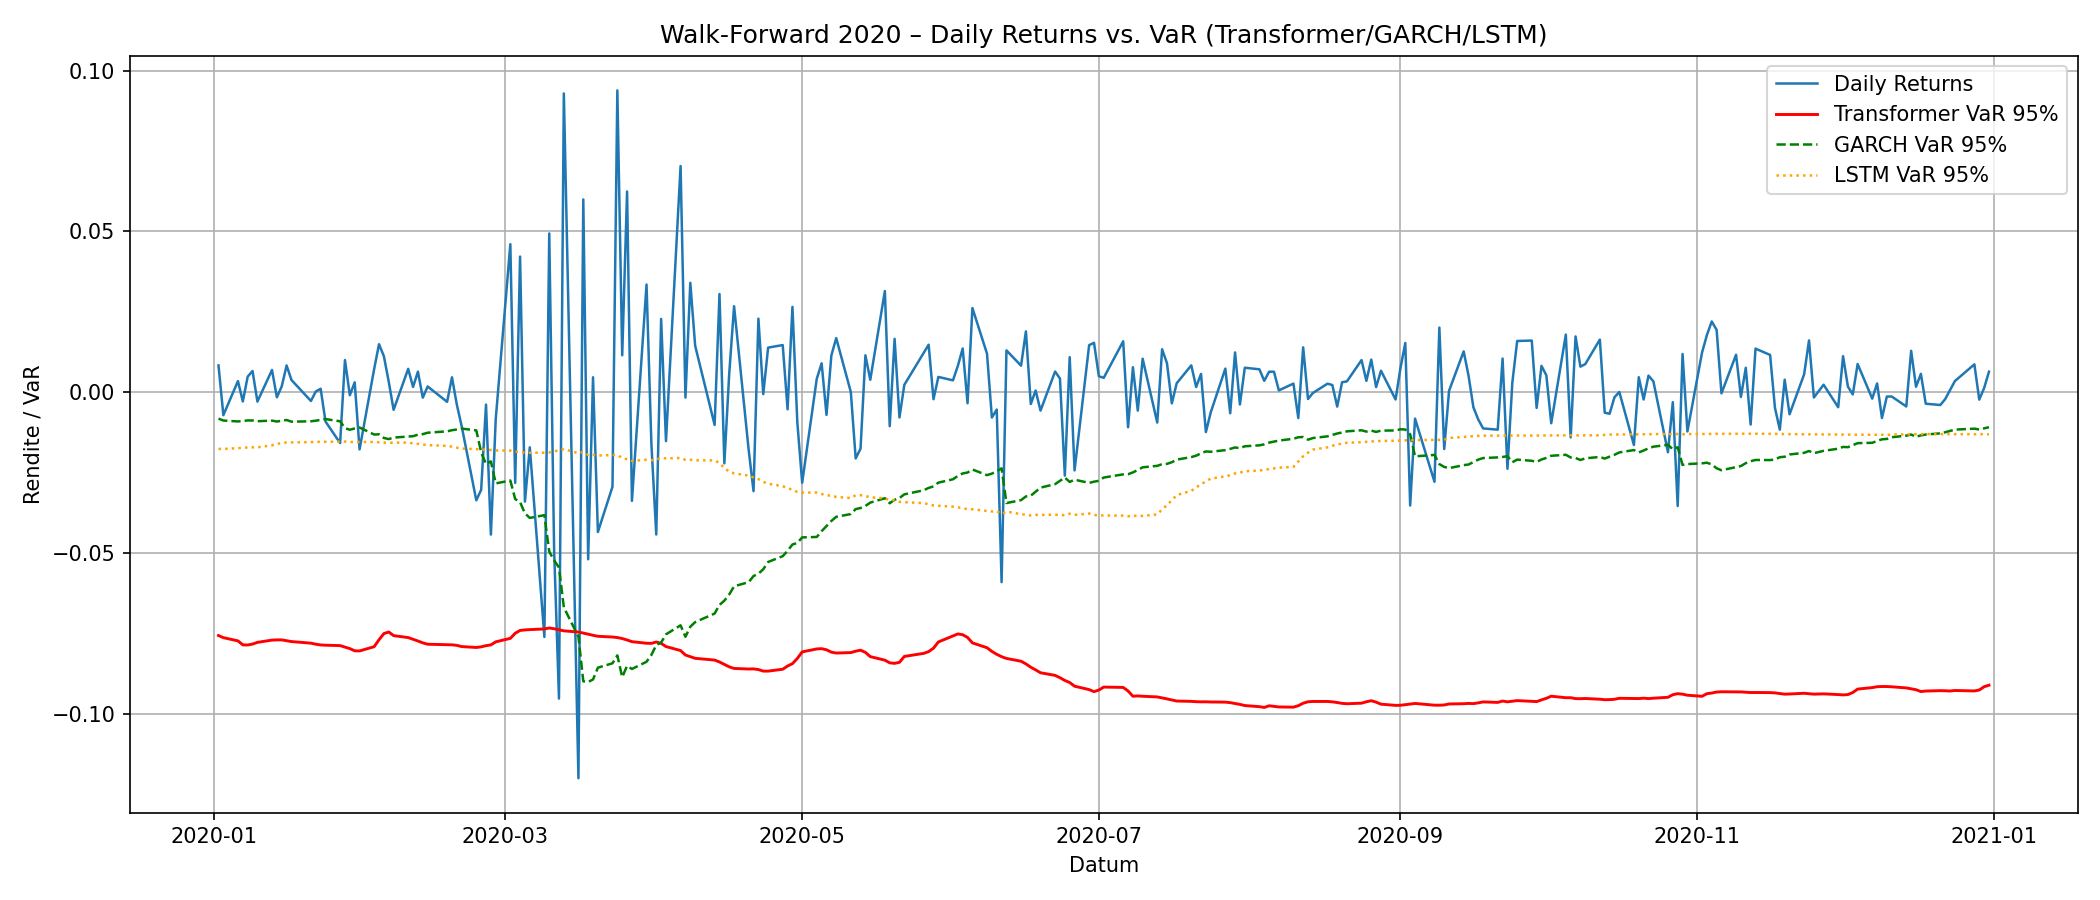 Walk-Forward 2020 – Daily Returns vs. VaR (Transformer/GARCH/LSTM)
Daily Returns
Transformer VaR 95%
GARCH VaR 95%
LSTM VaR 95%
Rendite / VaR
0.10
0.05
0.00
−0.05
−0.10
2020-01
2020-03
2020-05
2020-07
2020-09
2020-11
2021-01
Datum